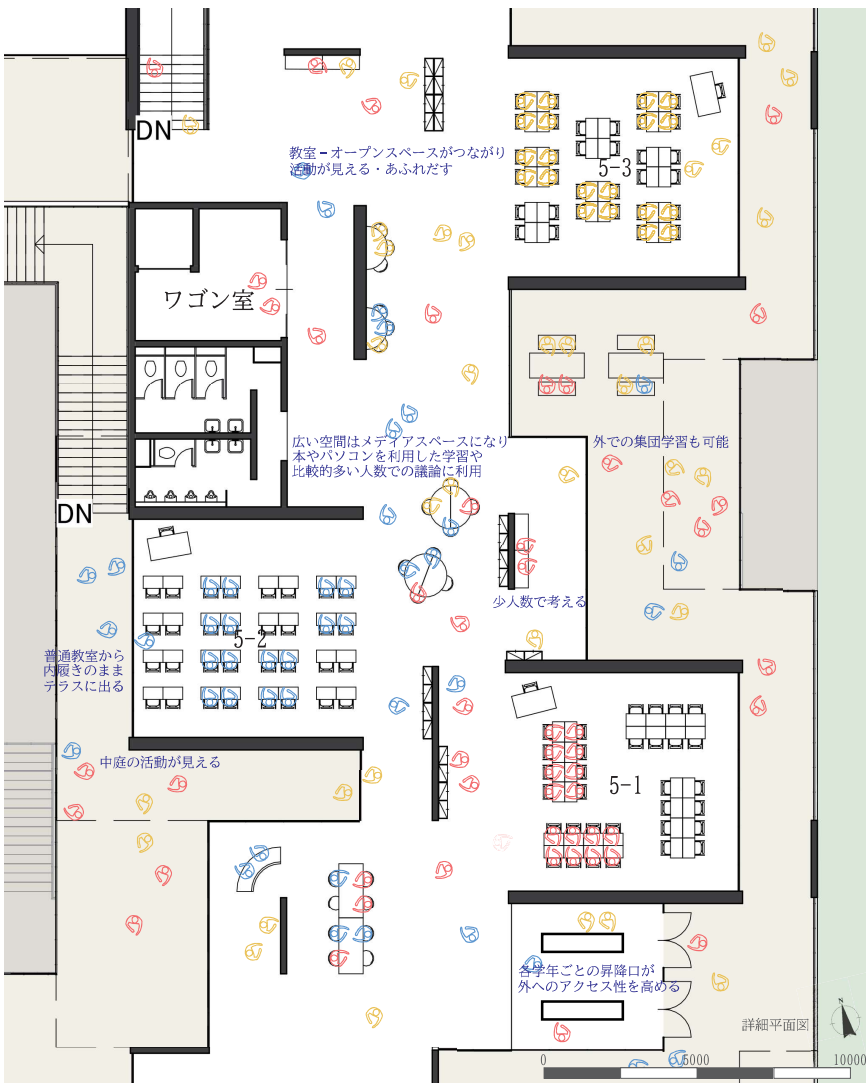 DN
教室－オープンスペースがつながり
活動が見える・あふれだす
5-3
ワゴン室
広い空間はメディアスペースになり
本やパソコンを利用した学習や
比較的多い人数での議論に利用
外での集団学習も可能
DN
少人数で考える
5-2
普通教室から
内履きのまま
テラスに出る
中庭の活動が見える
5-1
各学年ごとの昇降口が
外へのアクセス性を高める
詳細平面図
N
0 5000 10000